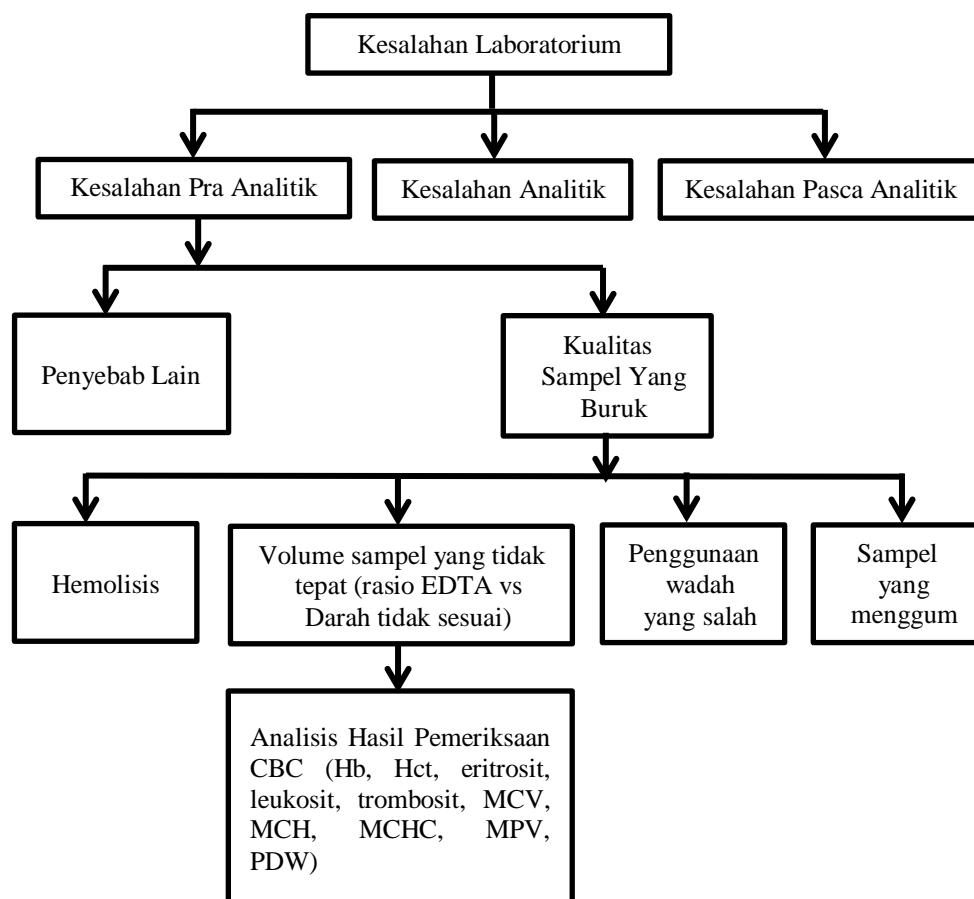 Kesalahan Laboratorium
Kesalahan Pra Analitik
Kesalahan Analitik
Kesalahan Pasca Analitik
Penyebab Lain
Kualitas
Sampel Yang
Buruk
Hemolisis
Volume sampel yang tidak
tepat (rasio EDTA vs
Darah tidak sesuai)
Penggunaan
wadah
yang salah
Sampel
yang
menggum
Analisis Hasil Pemeriksaan
CBC (Hb, Hct, eritrosit,
leukosit, trombosit, MCV,
MCH, MCHC, MPV,
PDW)